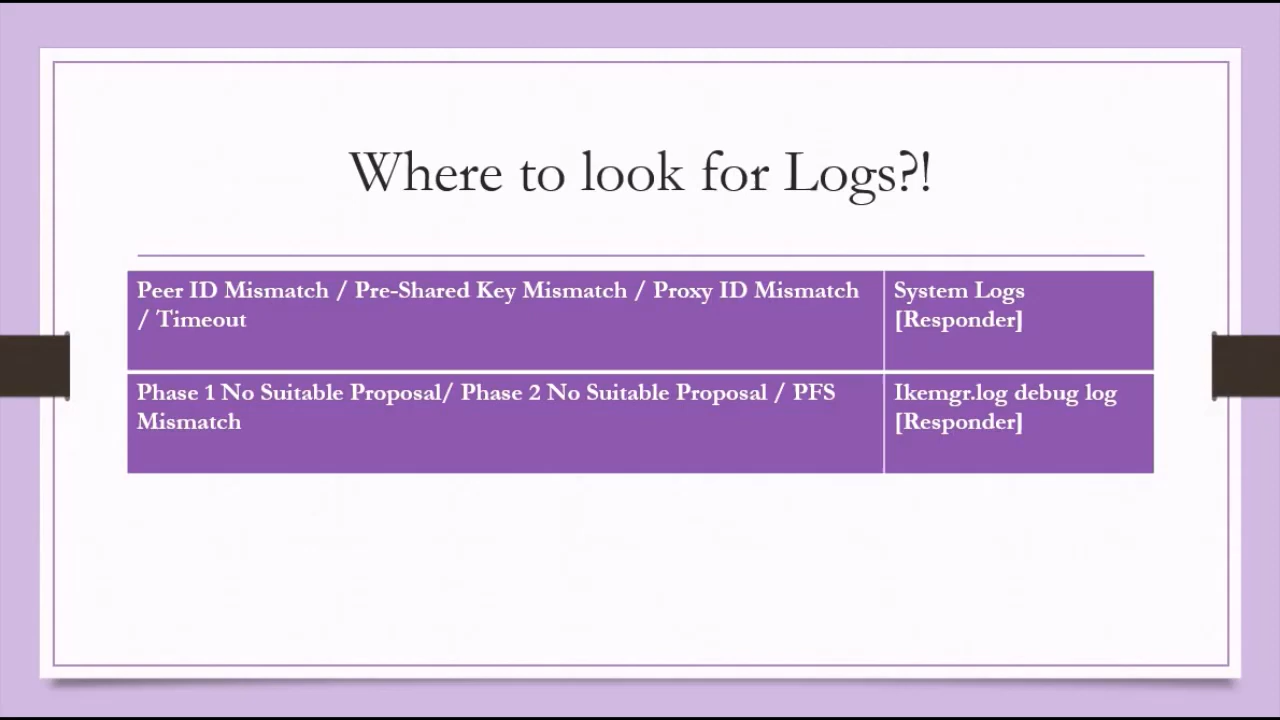 Where to look for Logs?!
Peer ID Mismatch / Pre-Shared Key Mismatch / Proxy ID Mismatch
/ Timeout
System Logs
[Responder]
Phase 1 No Suitable Proposal/ Phase 2 No Suitable Proposal / PFS
Mismatch
Ikemgr.log debug log
[Responder]